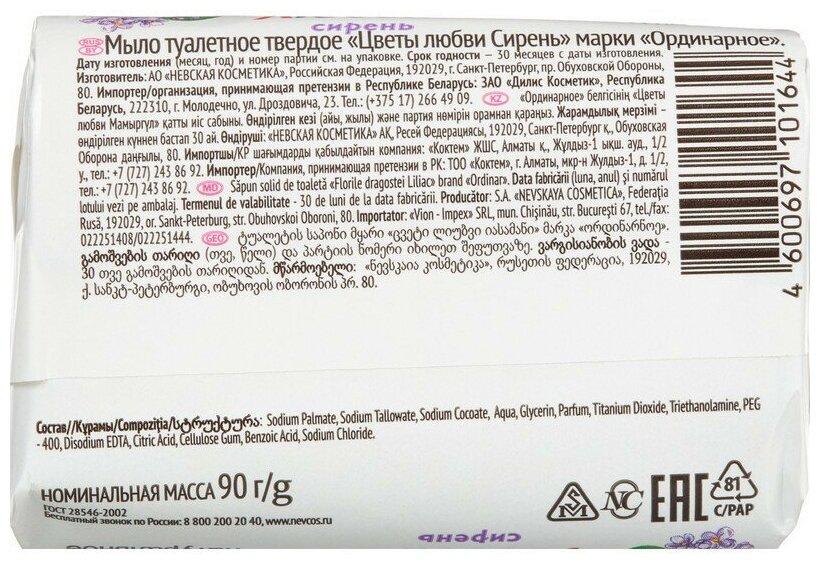 сирень
RUS BY Мыло туалетное твердое «Цветы любви Сирень» марки «Ординарное».
Дату изготовления (месяц, год) и номер партии см. на упаковке. Срок годности – 30 месяцев с даты изготовления.
Изготовитель: АО «НЕВСКАЯ КОСМЕТИКА», Российская Федерация, 192029, г. Санкт-Петербург, пр. Обуховской Обороны,
80. Импортер/организация, принимающая претензии в Республике Беларусь: ЗАО «Дилис Косметик», Республика
Беларусь, 222310, г. Молодечно, ул. Дроздовича, 23. Тел.: (+375 17) 266 49 09. KZ «Ординарное» белгісінің «Цветы
любви Мамыргүл» қатты иіс сабыны. Өндірілген кезі (айы, жылы) және партия нөмірін орамнан қараңыз. Жарамдылық мерзімі -
өндірілген күннен бастап 30 ай. Өндіруші: «НЕВСКАЯ КОСМЕТИКА» АҚ, Ресей Федерациясы, 192029, Санкт-Петербург қ., Обуховская
Оборона даңғылы, 80. Импортшы/ҚР шағымдарды қабылдайтын компания: «Коктем» ЖШС, Алматы қ., Жұлдыз-1 ықш. ауд., 1/2
ү., тел.: +7 (727) 243 86 92. Импортер/Компания, принимающая претензии в РК: ТОО «Коктем», г. Алматы, мкр-н Жулдыз-1, д. 1/2,
тел.: +7 (727) 243 86 92. MD Săpun solid de toaletă «Florile dragostei Liliac» brand «Ordinar». Data fabricării (luna, anul) și numărul
lotului vezi pe ambalaj. Termenul de valabilitate - 30 de luni de la data fabricării. Producător: S.A. «NEVSKAYA COSMETICA», Federația
Rusă, 192029, or. Sankt-Peterburg, str. Obuhovskoi Oboroni, 80. Importator: «Vion - Impex» SRL, mun. Chișinău, str. București 67, tel./fax:
022251408/022251444. GEO ტუალეტის საპონი მყარი «ცვეტი ლიუბვი იასამანი» მარკა «ორდინარნოე».
გამოშვების თარიღი (თვე, წელი) და პარტიის ნომერი იხილეთ შეფუთვაზე. ვარგისიანობის ვადა -
30 თვე გამოშვების თარიღიდან. მწარმოებელი: «ნევსკაია კოსმეტიკა», რუსეთის ფედერაცია, 192029,
ქ. სანკტ-პეტერბურგი, ობუხოვის ობორონის პრ. 80.
4 600697 101644
Состав//Құрамы/Compoziția/სტრუქტურა: Sodium Palmate, Sodium Tallowate, Sodium Cocoate, Aqua, Glycerin, Parfum, Titanium Dioxide, Triethanolamine, PEG
- 400, Disodium EDTA, Citric Acid, Cellulose Gum, Benzoic Acid, Sodium Chloride.
НОМИНАЛЬНАЯ МАССА 90 г/g
ГОСТ 28546-2002
Бесплатный звонок по России: 8 800 200 20 40, www.nevcos.ru
EAC
81
C/PAP
сирень